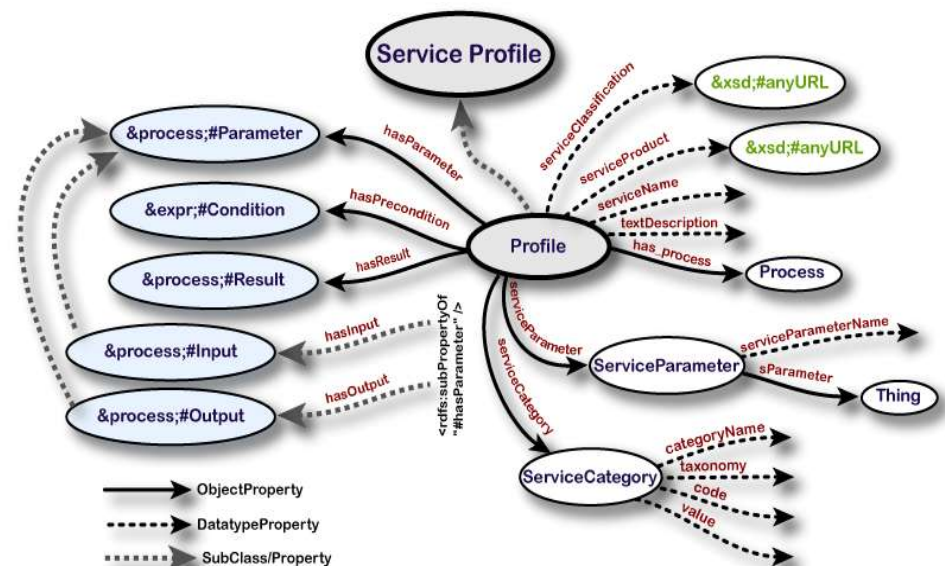 Service Profile
&xsd;#anyURL
serviceClassification
&process;#Parameter
hasParameter
serviceProduct
&xsd;#anyURL
serviceName
&expr;#Condition
hasPrecondition
textDescription
Profile
has_process
&process;#Result
hasResult
Process
<rdfs:subPropertyOf
"#hasParameter" />
hasInput
&process;#Input
serviceParameter
serviceParameterName
ServiceParameter
sParameter
Thing
hasOutput
&process;#Output
serviceCategory
categoryName
ServiceCategory
taxonomy
code
value
ObjectProperty
DatatypeProperty
SubClass/Property